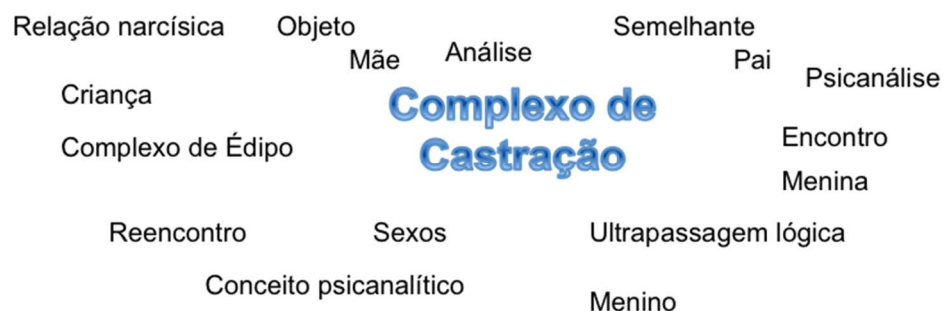 Relação narcísica
Objeto
Semelhante
Mãe
Análise
Pai
Psicanálise
Criança
Complexo de
Castração
Encontro
Complexo de Édipo
Menina
Reencontro
Sexos
Ultrapassagem lógica
Conceito psicanalítico
Menino